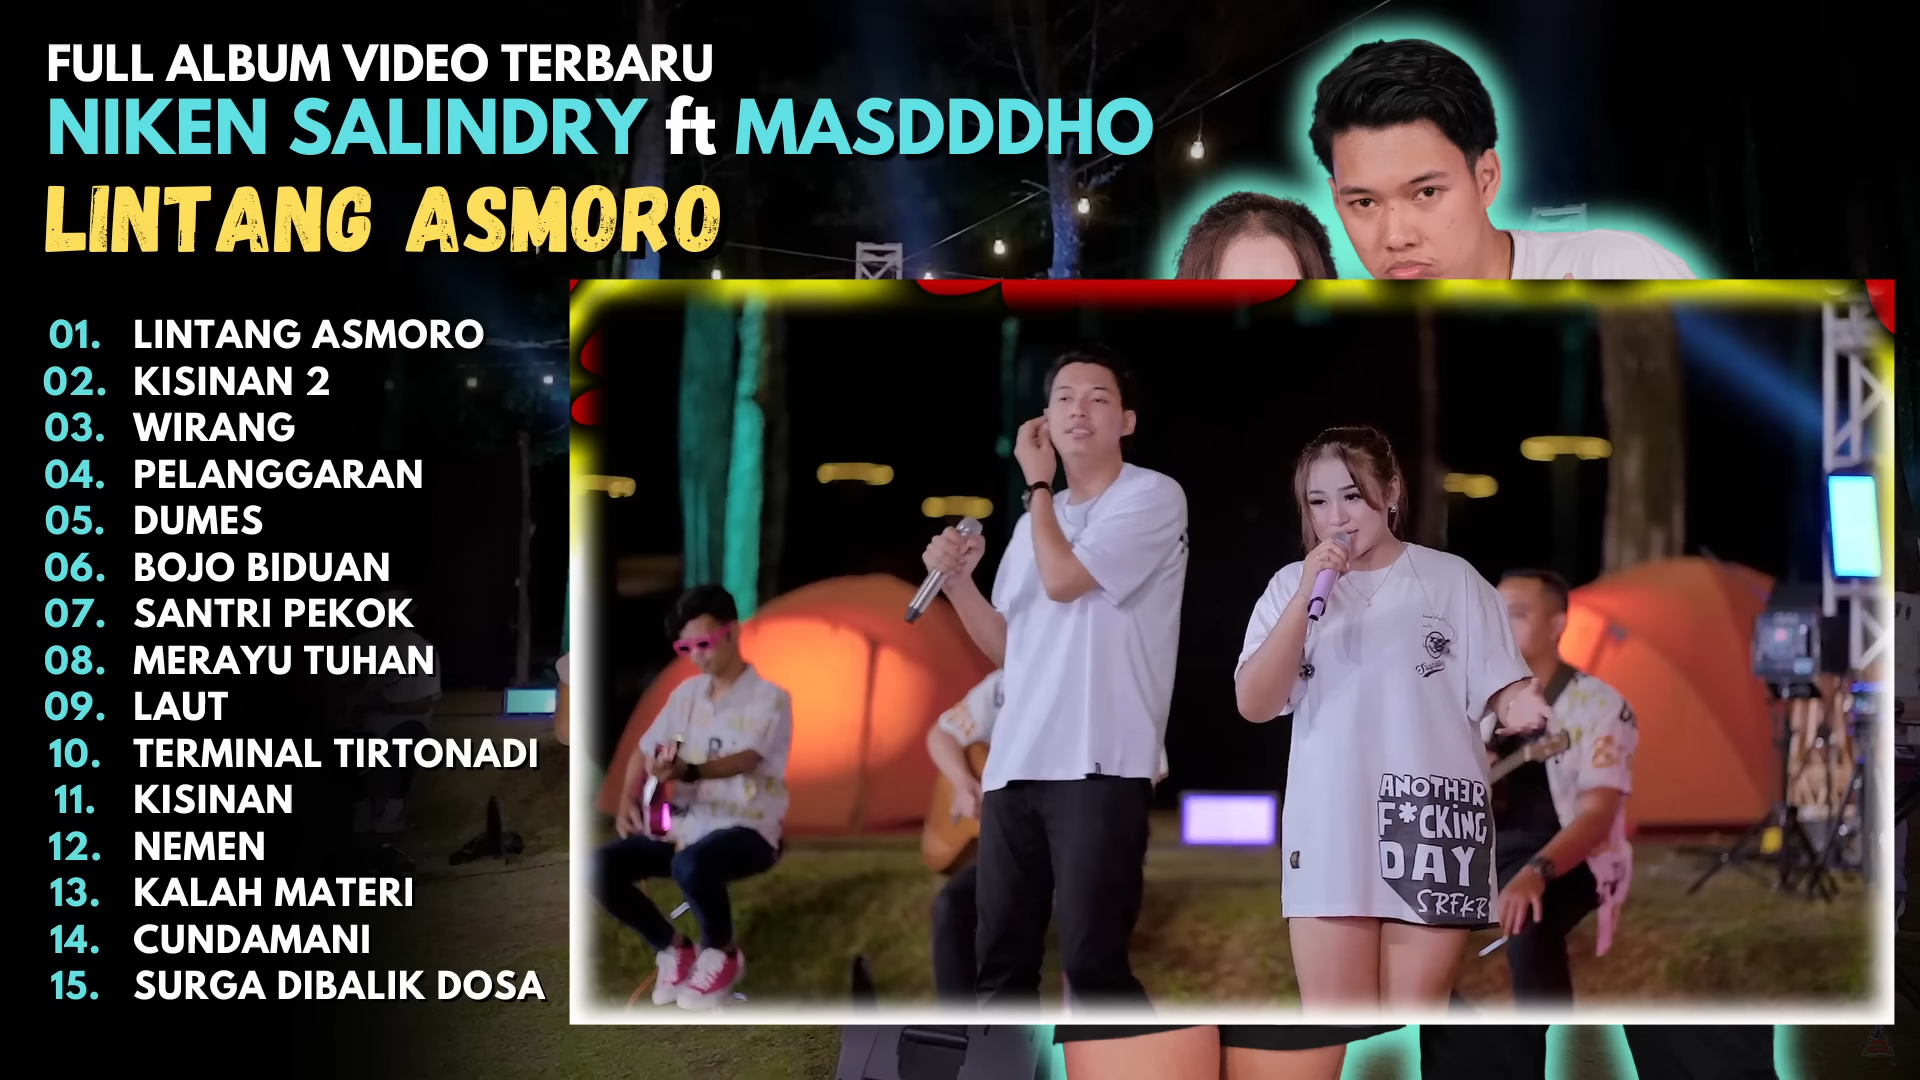 FULL ALBUM VIDEO TERBARU
NIKEN SALINDRY ft MASDDDHO
LINTANG ASMORO
01. LINTANG ASMORO
02. KISINAN 2
03. WIRANG
04. PELANGGARAN
05. DUMES
06. BOJO BIDUAN
07. SANTRI PEKOK
08. MERAYU TUHAN
09. LAUT
10. TERMINAL TIRTONADI
11. KISINAN
12. NEMEN
13. KALAH MATERI
14. CUNDAMANI
15. SURGA DIBALIK DOSA
ANOTHER
F*CKING
DAY
SRFKR